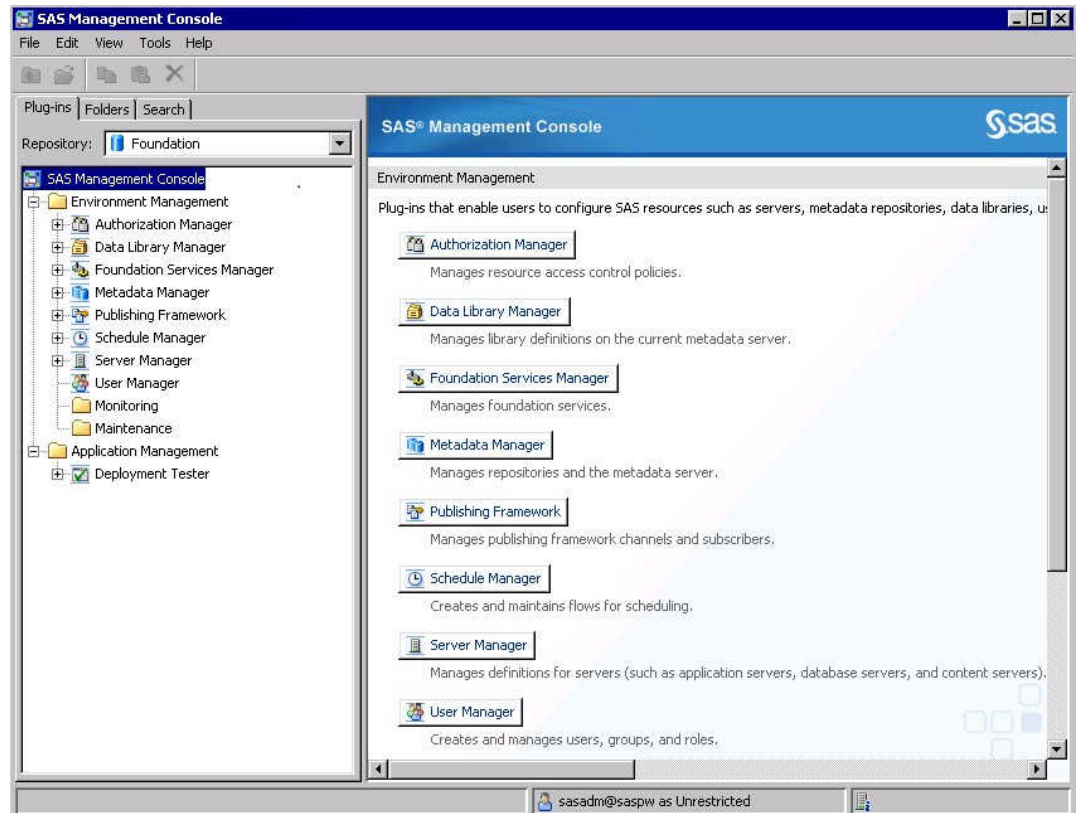 SAS Management Console
File Edit View Tools Help
Plug-ins Folders Search
Repository: Foundation
SAS Management Console
Environment Management
Authorization Manager
Data Library Manager
Foundation Services Manager
Metadata Manager
Publishing Framework
Schedule Manager
Server Manager
User Manager
Monitoring
Maintenance
Application Management
Deployment Tester
SAS® Management Console
sas
Environment Management
Plug-ins that enable users to configure SAS resources such as servers, metadata repositories, data libraries, u
Authorization Manager
Manages resource access control policies.
Data Library Manager
Manages library definitions on the current metadata server.
Foundation Services Manager
Manages foundation services.
Metadata Manager
Manages repositories and the metadata server.
Publishing Framework
Manages publishing framework channels and subscribers.
Schedule Manager
Creates and maintains flows for scheduling.
Server Manager
Manages definitions for servers (such as application servers, database servers, and content servers).
User Manager
Creates and manages users, groups, and roles.
sasadm@saspw as Unrestricted